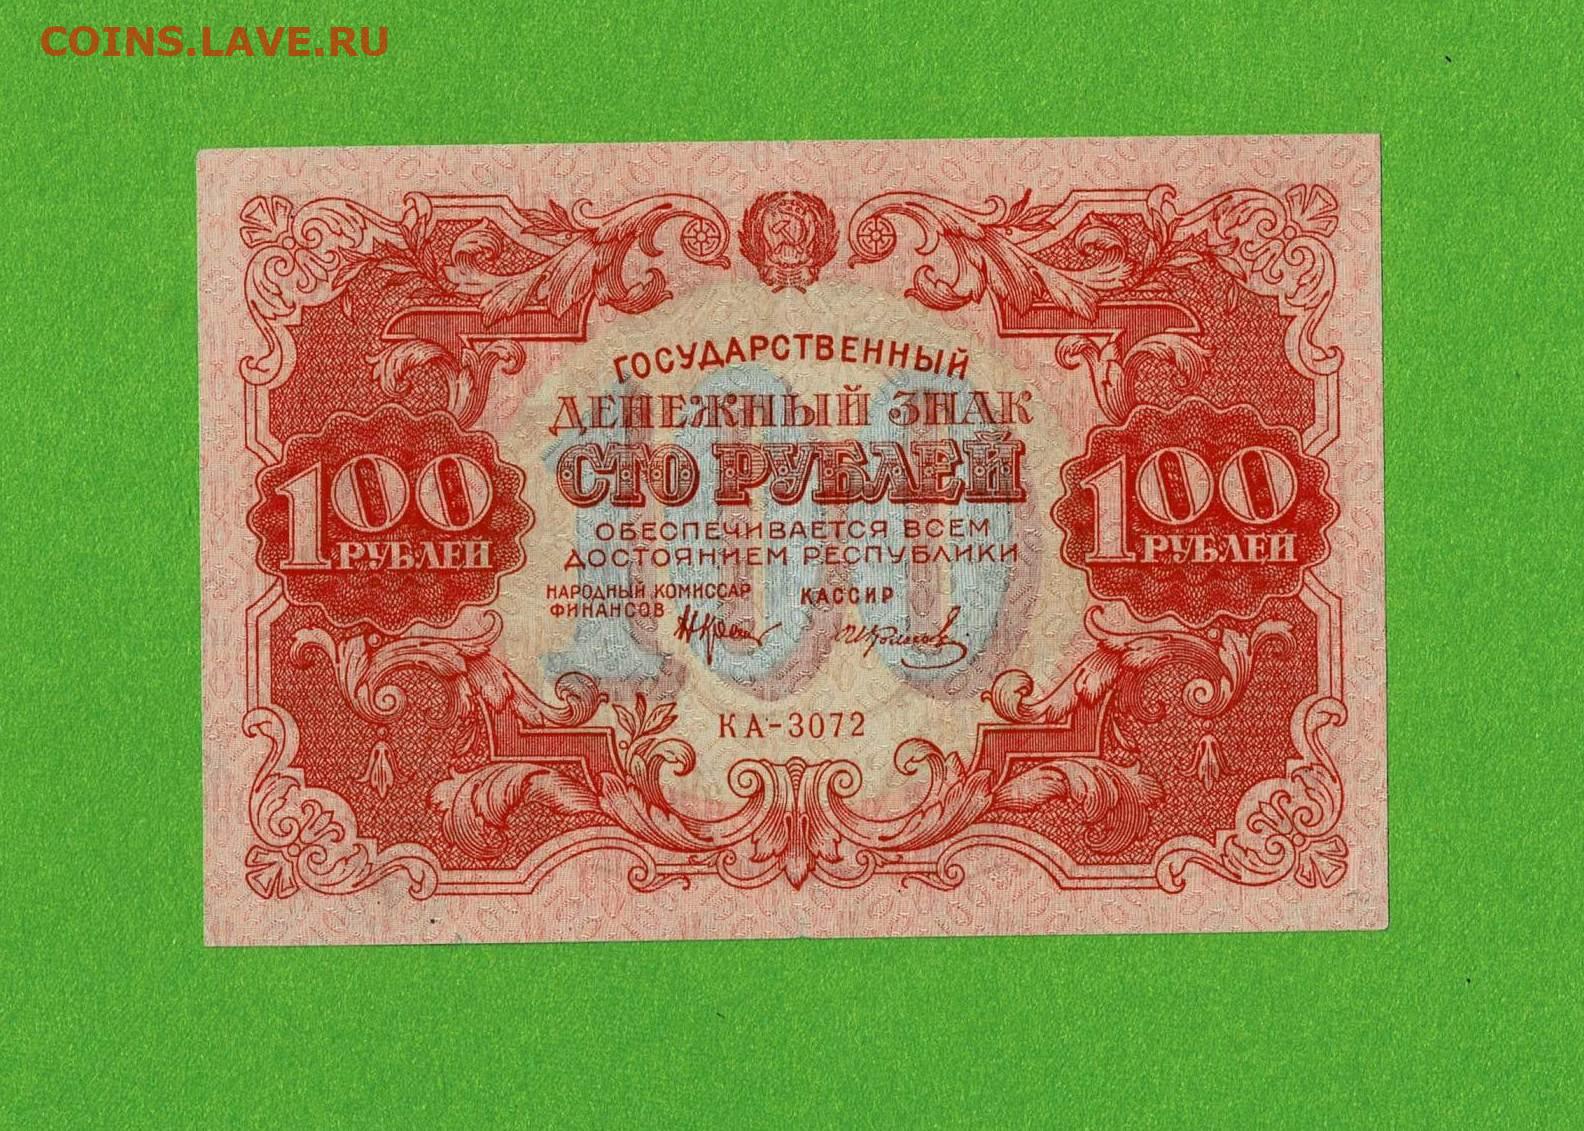 COINS.LAVE.RU
ГОСУДАРСТВЕННЫЙ
ДЕНЕЖНЫЙ ЗНАК
СТО РУБЛЕЙ
ОБЕСПЕЧИВАЕТСЯ ВСЕМ
ДОСТОЯНИЕМ РЕСПУБЛИКИ
НАРОДНЫЙ КОМИССАР
ФИНАНСОВ
КАССИР
КА-3072
100
РУБЛЕЙ
100
РУБЛЕЙ
100